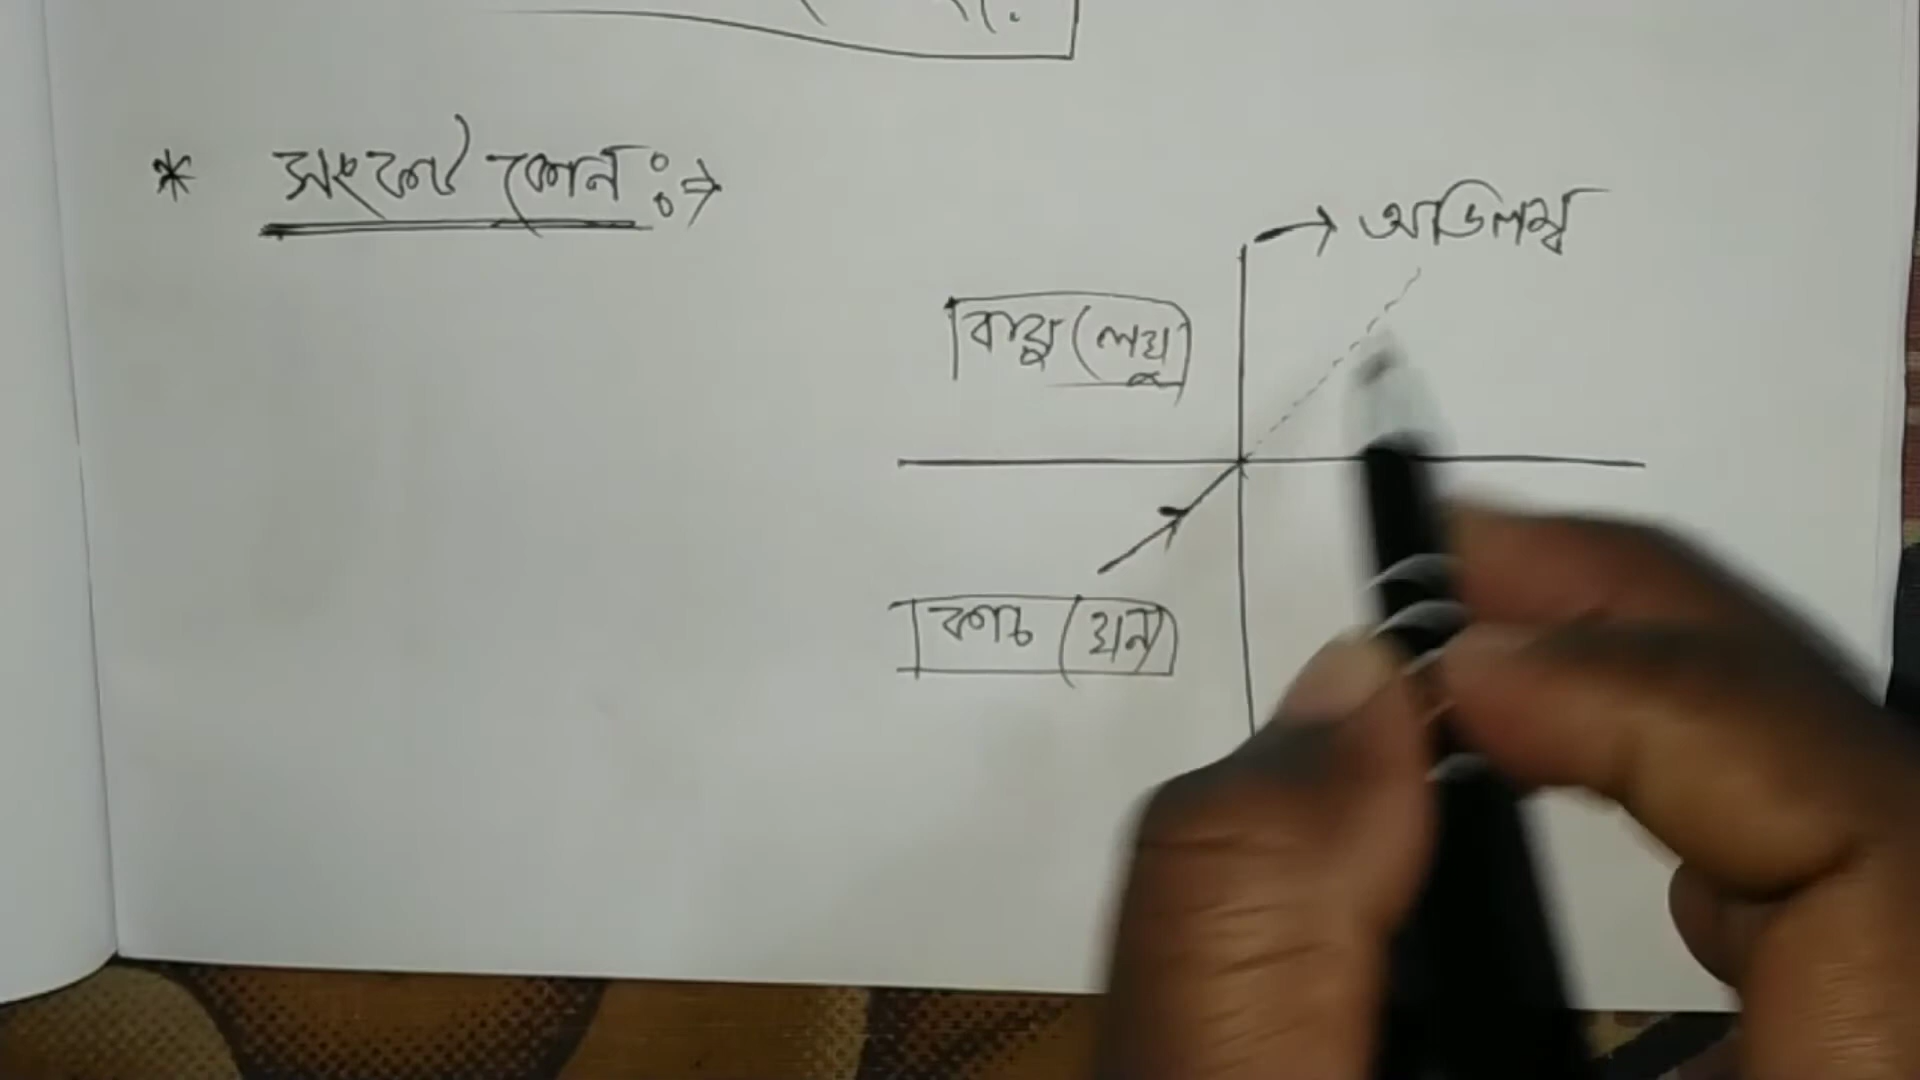 * সংকট কোন :→
→ অভিলম্ব
বায়ু (লঘু)
কাচ (ঘন)